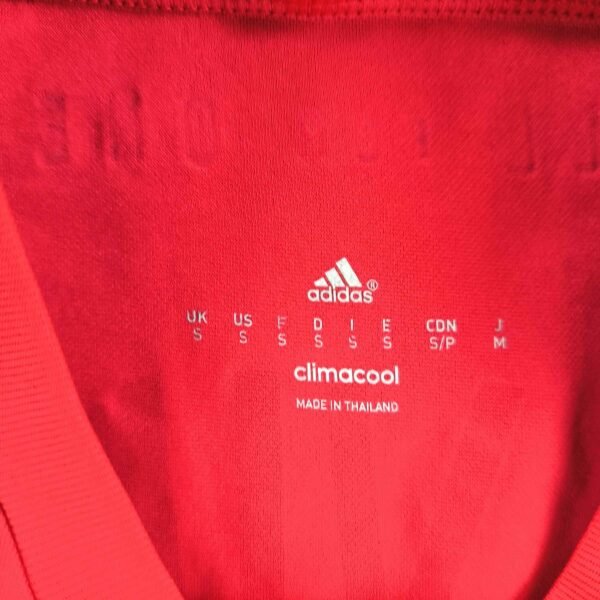 adidas®
UK US F D I E CDN J
S S S S S S S/P M
climacool
MADE IN THAILAND